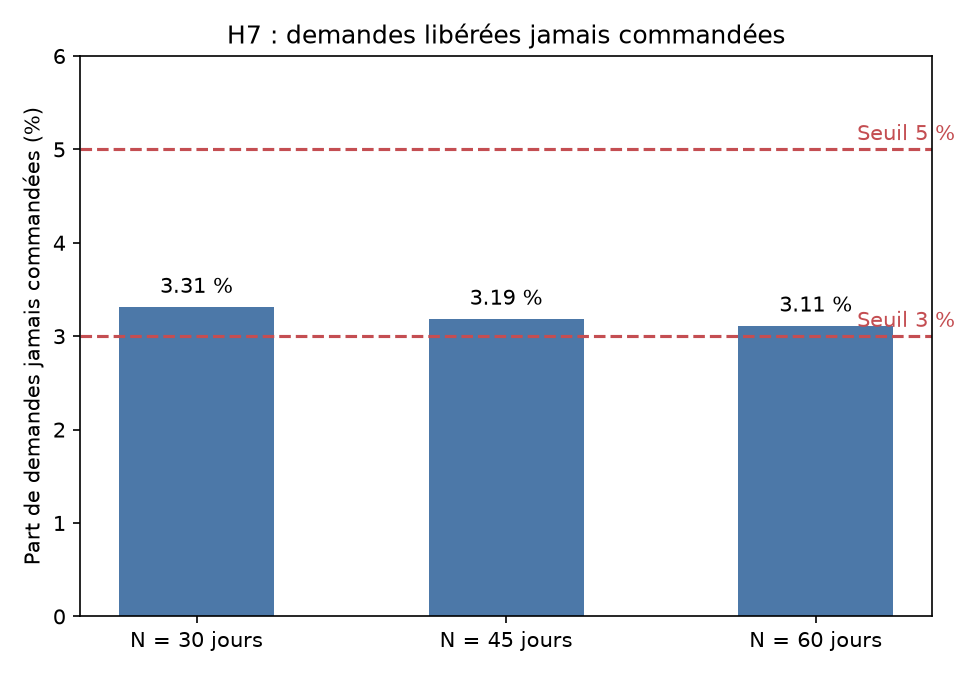 H7 : demandes libérées jamais commandées
Part de demandes jamais commandées (%)
6
5
4
3
2
1
0
Seuil 5 %
3.31 %
3.19 %
3.11 %
Seuil 3 %
N = 30 jours
N = 45 jours
N = 60 jours